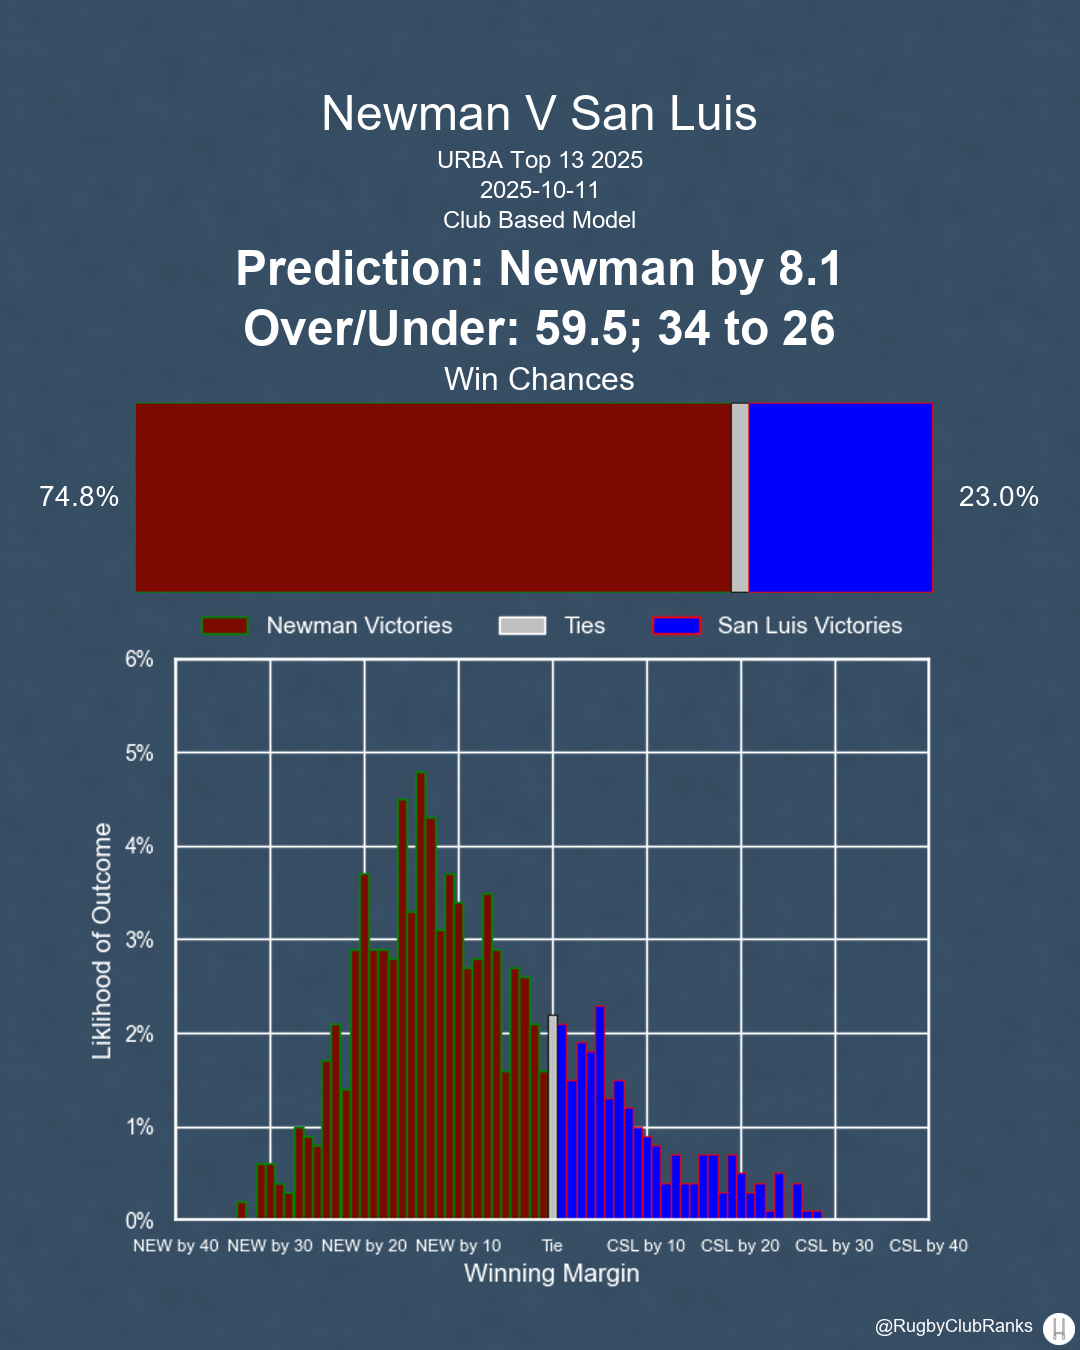 Newman V San Luis
URBA Top 13 2025
2025-10-11
Club Based Model
Prediction: Newman by 8.1
Over/Under: 59.5; 34 to 26
Win Chances
74.8%
23.0%
Newman Victories
Ties
San Luis Victories
6%
5%
4%
3%
2%
1%
0%
Liklihood of Outcome
NEW by 40 NEW by 30 NEW by 20 NEW by 10 Tie CSL by 10 CSL by 20 CSL by 30 CSL by 40
Winning Margin
@RugbyClubRanks